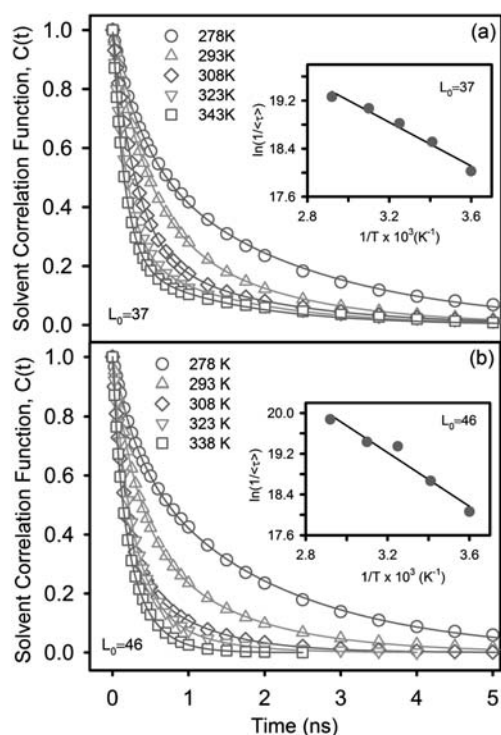 (a)
278K
293K
308K
323K
343K
L₀=37
ln(1/<τ>)
19.2
18.4
17.6
2.8 3.2 3.6
1/T x 10³(K⁻¹)
Solvent Correlation Function, C(t)
1.0
0.8
0.6
0.4
0.2
0.0
L₀=37
(b)
278 K
293 K
308 K
323 K
338 K
L₀=46
ln(1/<τ>)
20.0
19.2
18.4
17.6
2.8 3.2 3.6
1/T x 10³ (K⁻¹)
Solvent Correlation Function, C(t)
1.0
0.8
0.6
0.4
0.2
0.0
L₀=46
0 1 2 3 4 5
Time (ns)